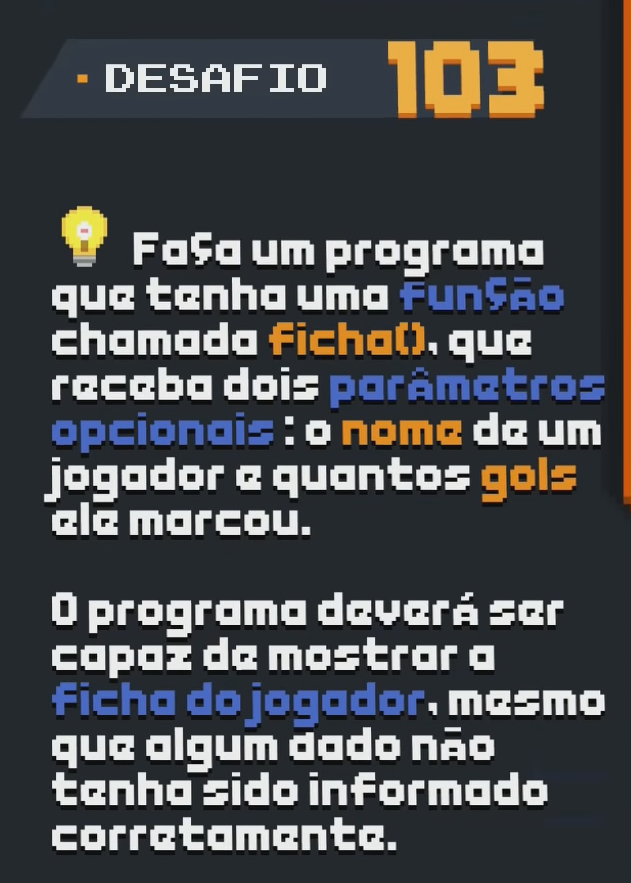 DESAFIO 103
Faça um programa
que tenha uma função
chamada ficha(), que
receba dois parâmetros
opcionais : o nome de um
jogador e quantos gols
ele marcou.
O programa deverá ser
capaz de mostrar a
ficha do jogador, mesmo
que algum dado não
tenha sido informado
corretamente.